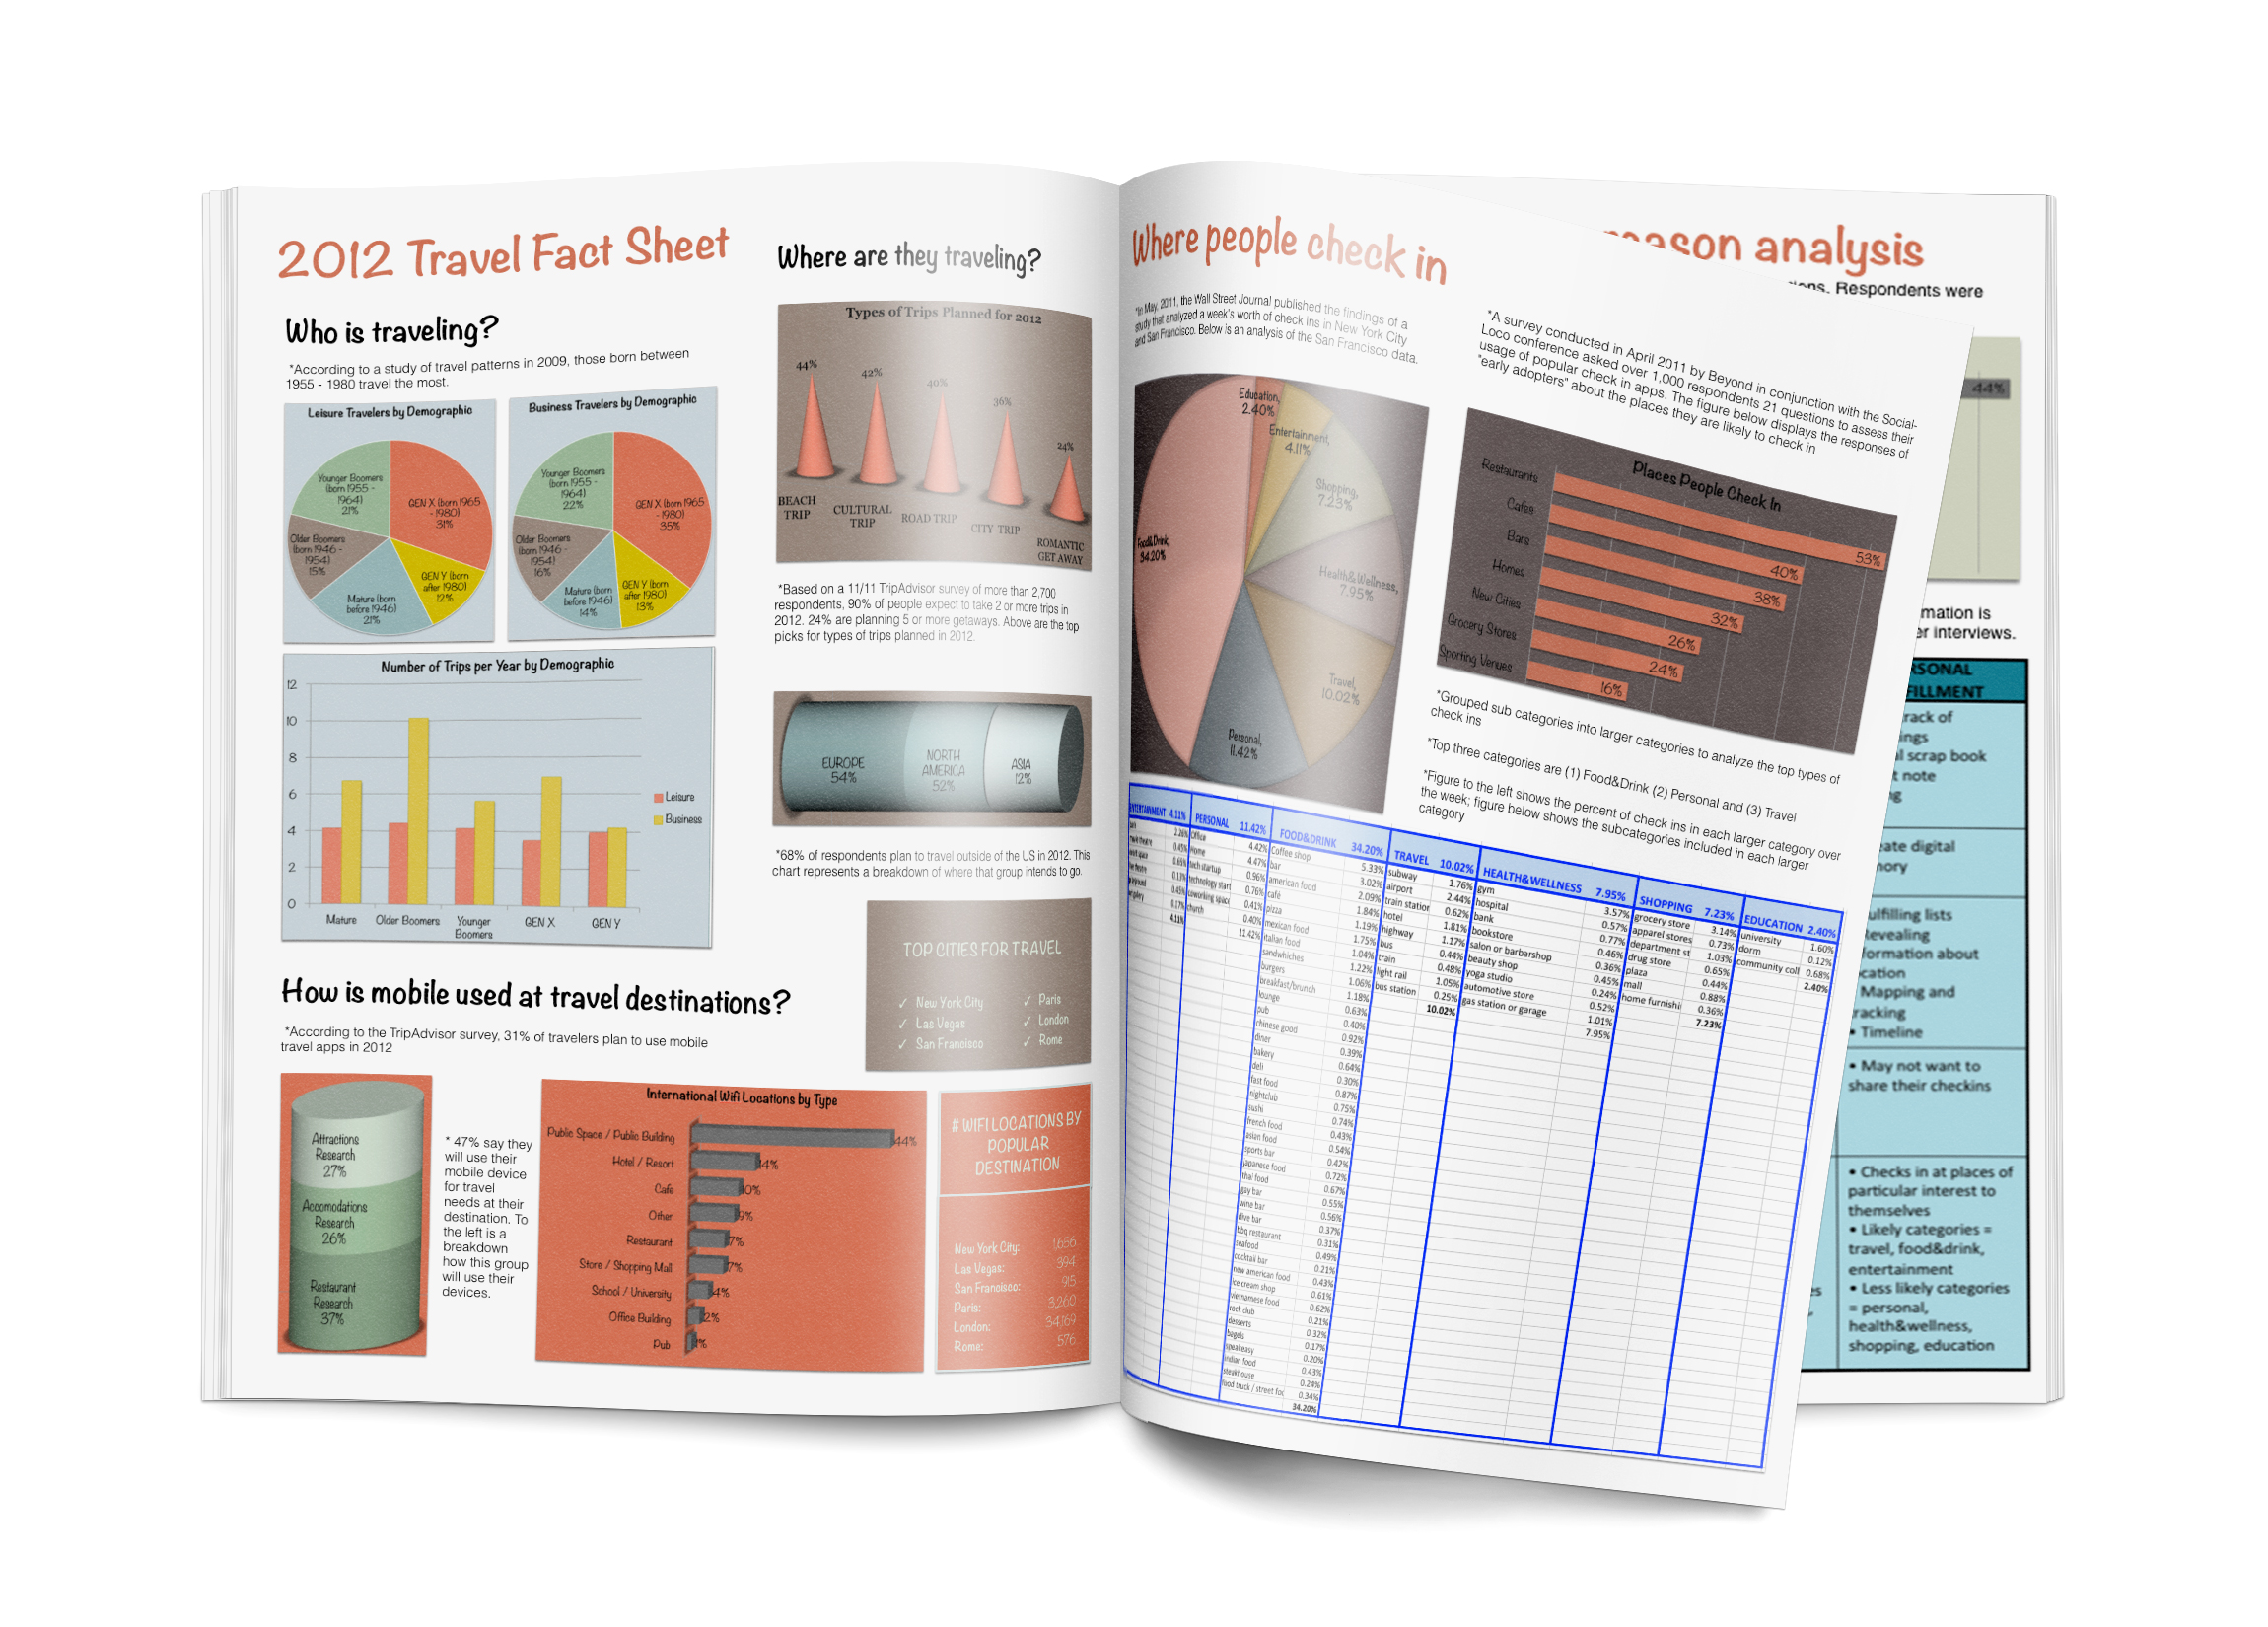 2012 Travel Fact Sheet
Who is traveling?
*According to a study of travel patterns in 2009, those born between
1955 - 1980 travel the most.
Leisure Travelers by Demographic
Younger Boomers
(born 1955 -
1964)
21%
GEN X (born 1965
- 1980)
31%
Older Boomers
(born 1946 -
1954)
15%
GEN Y (born
after 1980)
12%
Mature (born
before 1946)
21%
Business Travelers by Demographic
Younger Boomers
(born 1955 -
1964)
22%
GEN X (born 1965
- 1980)
35%
Older Boomers
(born 1946 -
1954)
16%
GEN Y (born
after 1980)
13%
Mature (born
before 1946)
14%
Number of Trips per Year by Demographic
12
10
8
6
4
2
0
Mature Older Boomers Younger Boomers GEN X GEN Y
Leisure
Business
How is mobile used at travel destinations?
*According to the TripAdvisor survey, 31% of travelers plan to use mobile
travel apps in 2012
Attractions
Research
27%
Accomodations
Research
26%
Restaurant
Research
37%
* 47% say they
will use their
mobile device
for travel
needs at their
destination. To
the left is a
breakdown
how this group
will use their
devices.
International Wifi Locations by Type
Public Space / Public Building 44%
Hotel / Resort 14%
Cafe 10%
Other 9%
Restaurant 7%
Store / Shopping Mall 7%
School / University 4%
Office Building 2%
Pub 1%
Where are they traveling?
Types of Trips Planned for 2012
44% 42% 40% 36% 24%
BEACH
TRIP
CULTURAL
TRIP
ROAD TRIP
CITY TRIP
ROMANTIC
GET AWAY
*Based on a 11/11 TripAdvisor survey of more than 2,700
respondents, 90% of people expect to take 2 or more trips in
2012. 24% are planning 5 or more getaways. Above are the top
picks for types of trips planned in 2012.
EUROPE
54%
NORTH
AMERICA
52%
ASIA
12%
*68% of respondents plan to travel outside of the US in 2012. This
chart represents a breakdown of where that group intends to go.
TOP CITIES FOR TRAVEL
✓ New York City ✓ Paris
✓ Las Vegas ✓ London
✓ San Francisco ✓ Rome
# WIFI LOCATIONS BY
POPULAR
DESTINATION
New York City: 1,656
Las Vegas: 394
San Francisco: 915
Paris: 3,260
London: 34,169
Rome: 576
Where people check in
*In May, 2011, the Wall Street Journal published the findings of a
study that analyzed a week's worth of check ins in New York City
and San Francisco. Below is an analysis of the San Francisco data.
Education,
2.40%
Entertainment,
4.11%
Shopping,
7.23%
Health&Wellness,
7.95%
Travel,
10.02%
Personal,
11.42%
Food&Drink,
34.20%
*A survey conducted in April 2011 by Beyond in conjunction with the Social-
Loco conference asked over 1,000 respondents 21 questions to assess their
usage of popular check in apps. The figure below displays the responses of
"early adopters" about the places they are likely to check in
Places People Check In
Restaurants 53%
Cafes 40%
Bars 38%
Homes 32%
New Cities 26%
Grocery Stores 24%
Sporting Venues 16%
*Grouped sub categories into larger categories to analyze the top types of
check ins
*Top three categories are (1) Food&Drink (2) Personal and (3) Travel
*Figure to the left shows the percent of check ins in each larger category over
the week; figure below shows the subcategories included in each larger
category
ENTERTAINMENT 4.11%
4.11%
PERSONAL 11.42%
Office 4.42%
Home 4.47%
tech startup 0.96%
technology start 0.76%
coworking space 0.41%
church 0.40%
11.42%
FOOD&DRINK 34.20%
Coffee shop 5.33%
bar 3.02%
american food 2.09%
café 1.84%
pizza 1.19%
mexican food 1.75%
italian food 1.04%
sandwhiches 1.22%
burgers 1.06%
breakfast/brunch 1.18%
lounge 0.63%
pub 0.40%
chinese good 0.92%
diner 0.39%
bakery 0.64%
deli 0.30%
fast food 0.87%
nightclub 0.75%
sushi 0.74%
french food 0.43%
asian food 0.54%
sports bar 0.42%
japanese food 0.72%
thai food 0.67%
gay bar 0.55%
wine bar 0.56%
dive bar 0.37%
bbq restaurant 0.31%
seafood 0.49%
cocktail bar 0.21%
new american food 0.43%
ice cream shop 0.61%
vietnamese food 0.62%
rock club 0.21%
desserts 0.32%
bagels 0.17%
speakeasy 0.20%
indian food 0.43%
steakhouse 0.24%
food truck / street foo 0.34%
34.20%
TRAVEL 10.02%
subway 1.76%
airport 2.44%
train station 0.62%
hotel 1.81%
highway 1.17%
bus 0.44%
train 0.48%
light rail 1.05%
bus station 0.25%
10.02%
HEALTH&WELLNESS 7.95%
gym 3.57%
hospital 0.57%
bank 0.77%
bookstore 0.46%
salon or barbarshop 0.36%
beauty shop 0.45%
yoga studio 0.24%
automotive store 0.52%
gas station or garage 1.01%
7.95%
SHOPPING 7.23%
grocery store 3.14%
apparel stores 0.73%
department st 1.03%
drug store 0.65%
plaza 0.44%
mall 0.88%
home furnishi 0.36%
7.23%
EDUCATION 2.40%
university 1.60%
dorm 0.12%
community coll 0.68%
2.40%
eason analysis
ons. Respondents were
44%
mation is
er interviews.
SONAL
FILLMENT
rack of
ngs
al scrap book
t note
g
eate digital
nory
ulfilling lists
Revealing
formation about
ocation
Mapping and
racking
• Timeline
• May not want to
share their checkins
• Checks in at places of
particular interest to
themselves
• Likely categories =
travel, food&drink,
entertainment
• Less likely categories
= personal,
health&wellness,
shopping, education